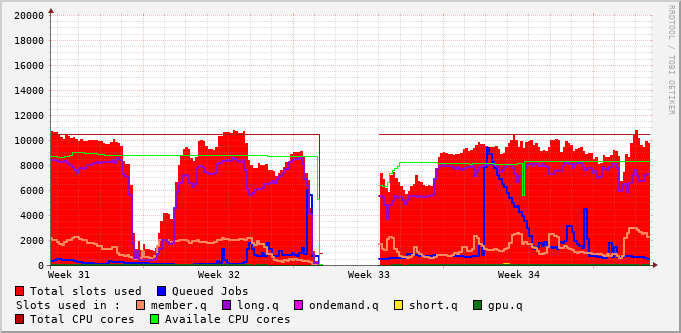 RRDTOOL / TOBI OETIKER
20000
18000
16000
14000
12000
10000
8000
6000
4000
2000
0
Week 31 Week 32 Week 33 Week 34
Total slots used Queued Jobs
Slots used in : member.q long.q ondemand.q short.q gpu.q
Total CPU cores Availale CPU cores